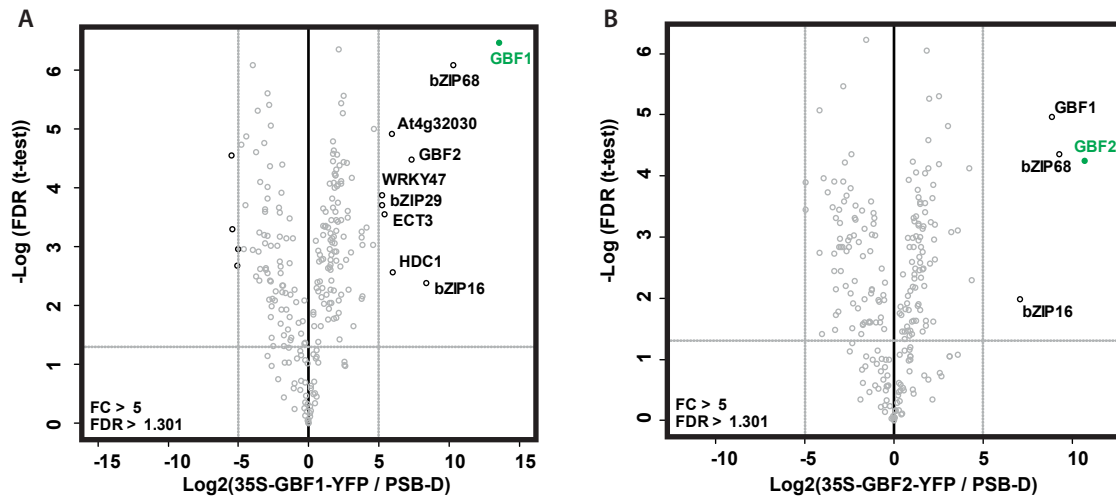 A
-Log (FDR (t-test))
6
5
4
3
2
1
0
GBF1
bZIP68
At4g32030
GBF2
WRKY47
bZIP29
ECT3
HDC1
bZIP16
FC > 5
FDR > 1.301
-15 -10 -5 0 5 10 15
Log2(35S-GBF1-YFP / PSB-D)
B
-Log (FDR (t-test))
6
5
4
3
2
1
0
GBF1
GBF2
bZIP68
bZIP16
FC > 5
FDR > 1.301
-10 -5 0 5 10
Log2(35S-GBF2-YFP / PSB-D)